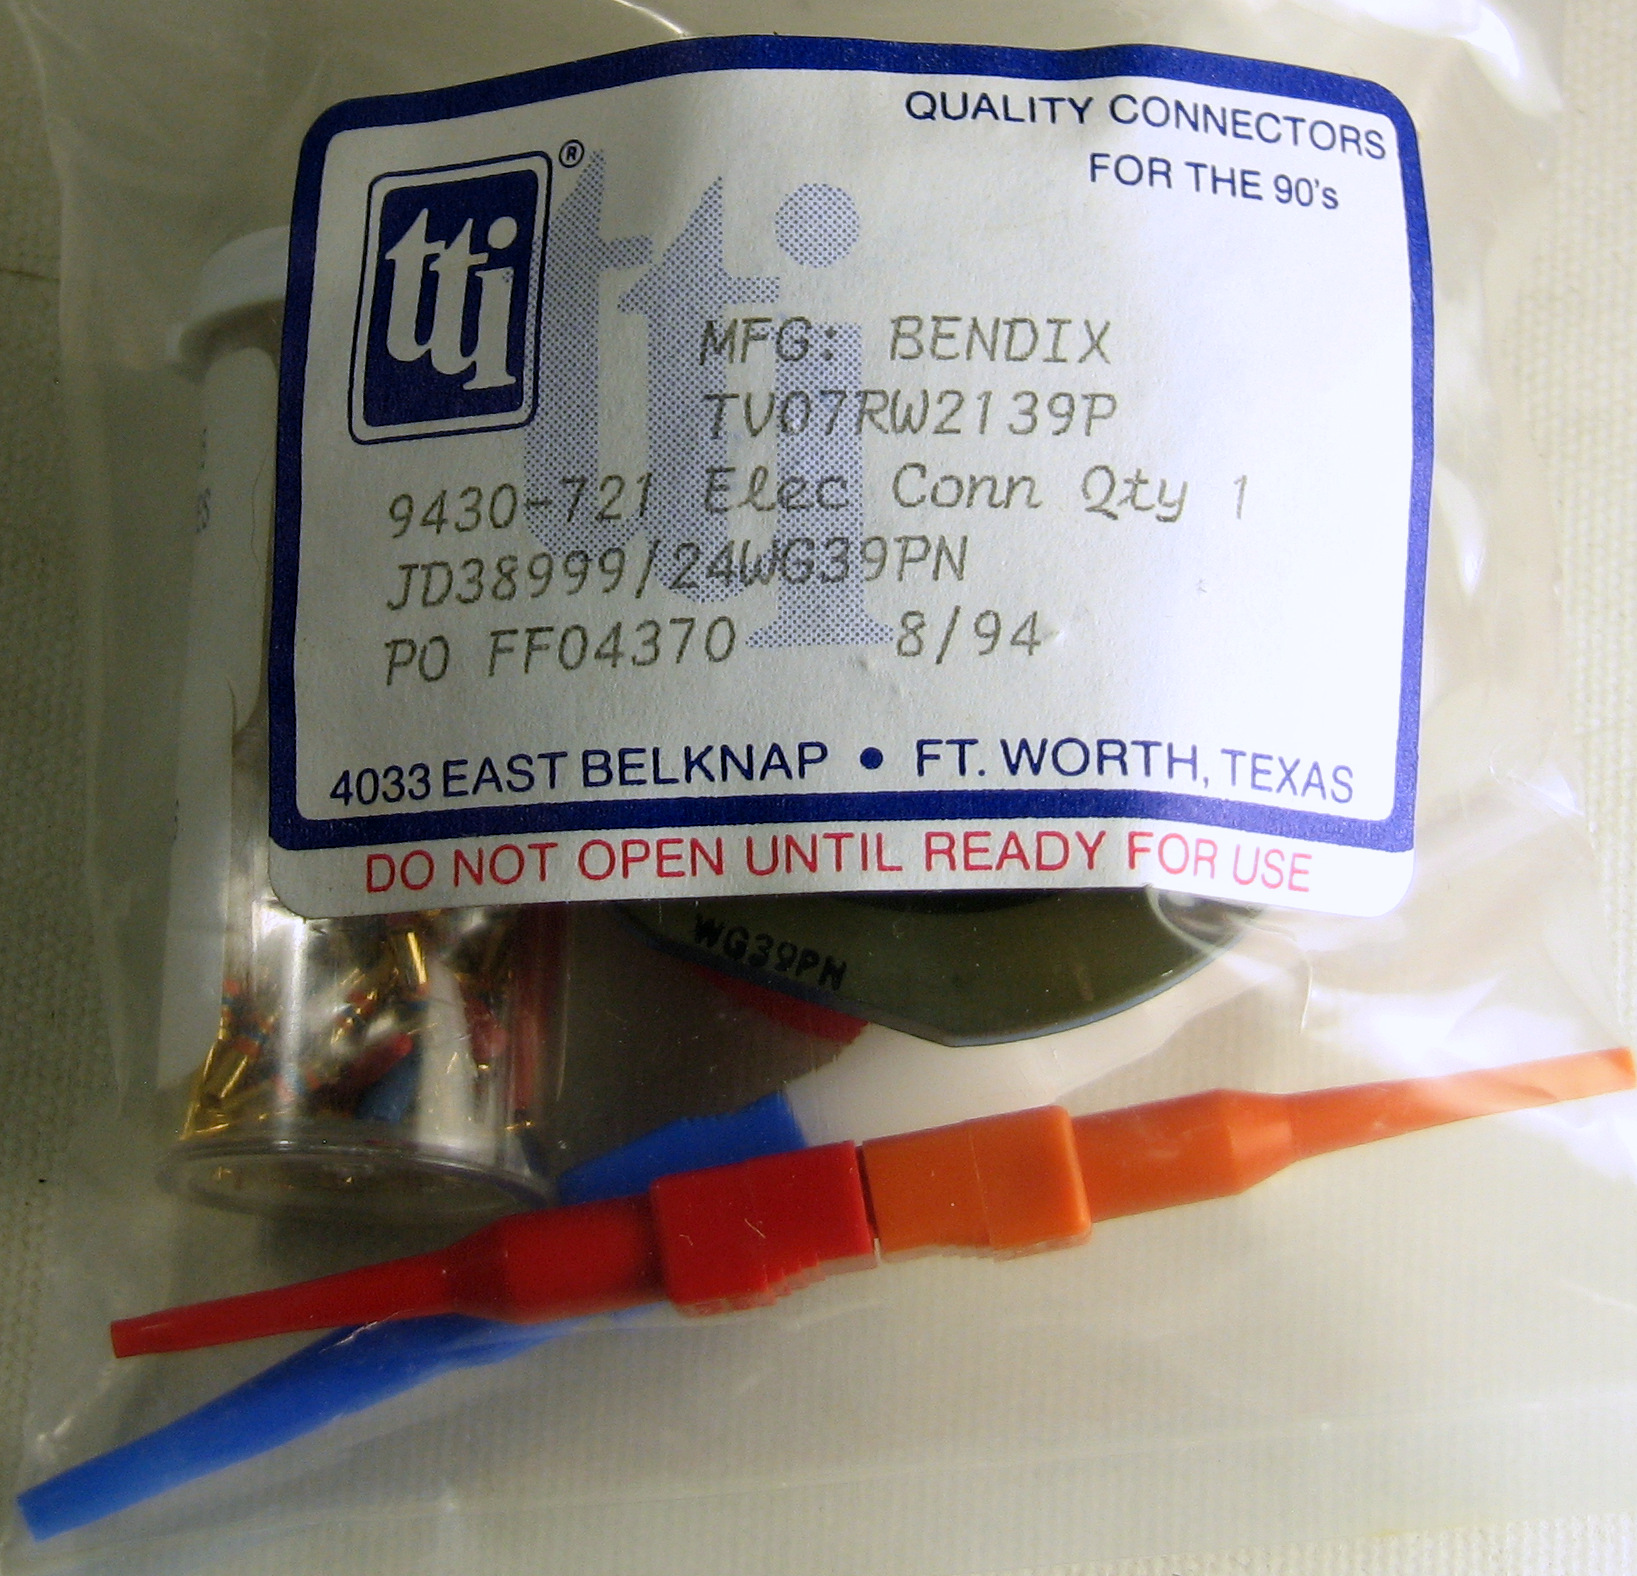 QUALITY CONNECTORS
FOR THE 90's
tti ®
tti
MFG: BENDIX
TV07RW2139P
9430-721 Elec Conn Qty 1
JD38999/24WG39PN
PO FF04370 8/94
4033 EAST BELKNAP • FT. WORTH, TEXAS
DO NOT OPEN UNTIL READY FOR USE
WG39PN